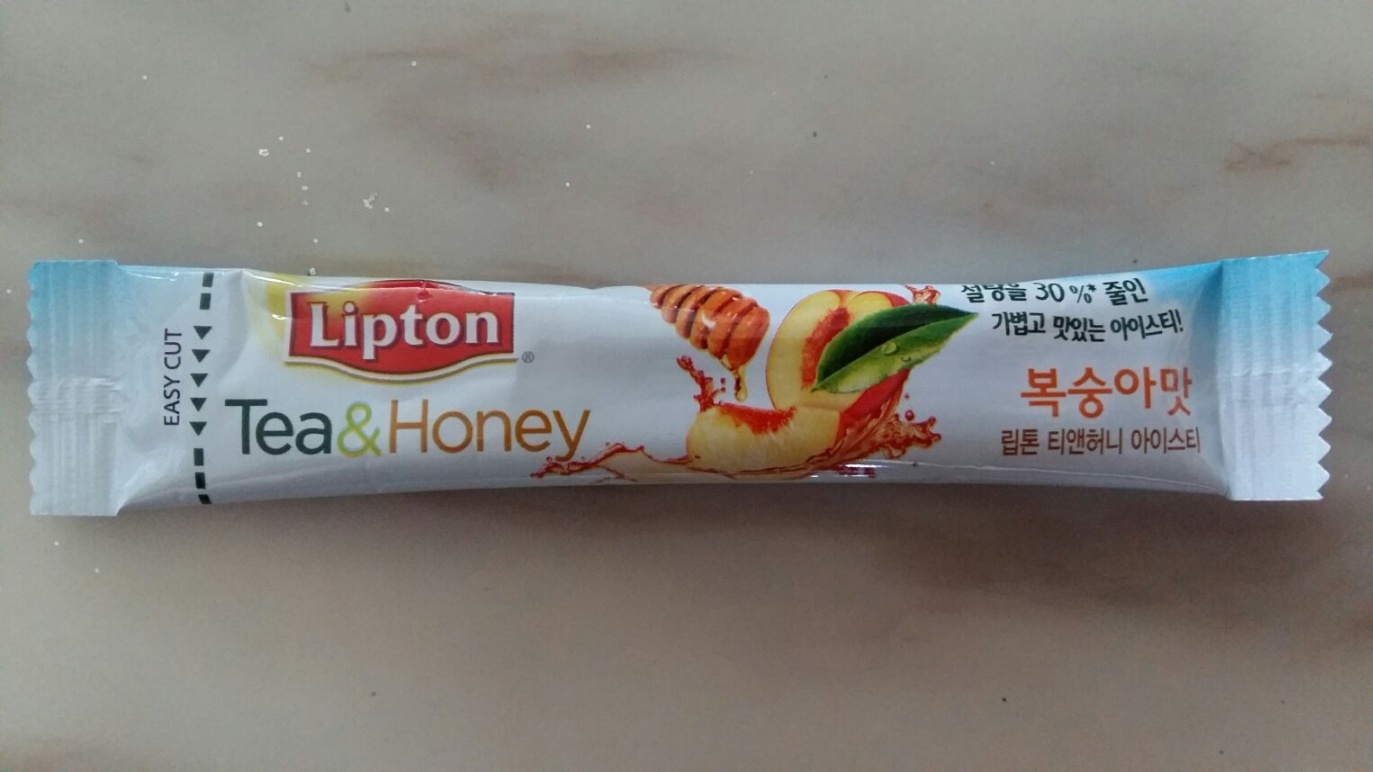 EASY CUT
Lipton
®
Tea&Honey
설탕을 30%* 줄인
가볍고 맛있는 아이스티!
복숭아맛
립톤 티앤허니 아이스티